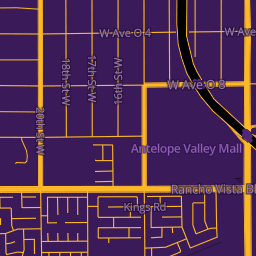 W Ave O 4
W Ave
W Ave O 8
18th St W
17th St W
16th St W
20th St W
Antelope Valley Mall
Rancho Vista Bl
Kings Rd